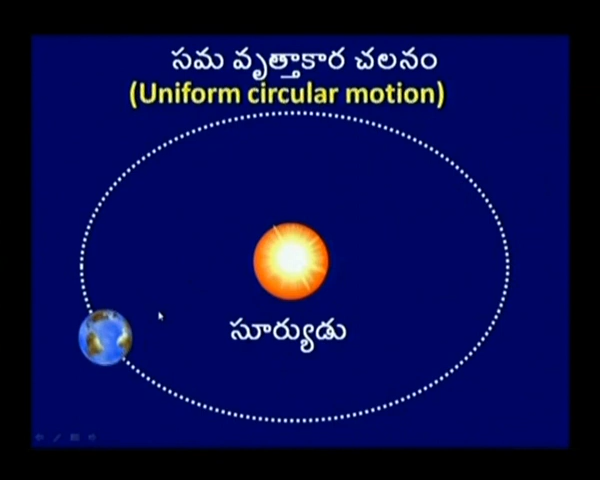 సమ వృత్తాకార చలనం
(Uniform circular motion)
సూర్యుడు